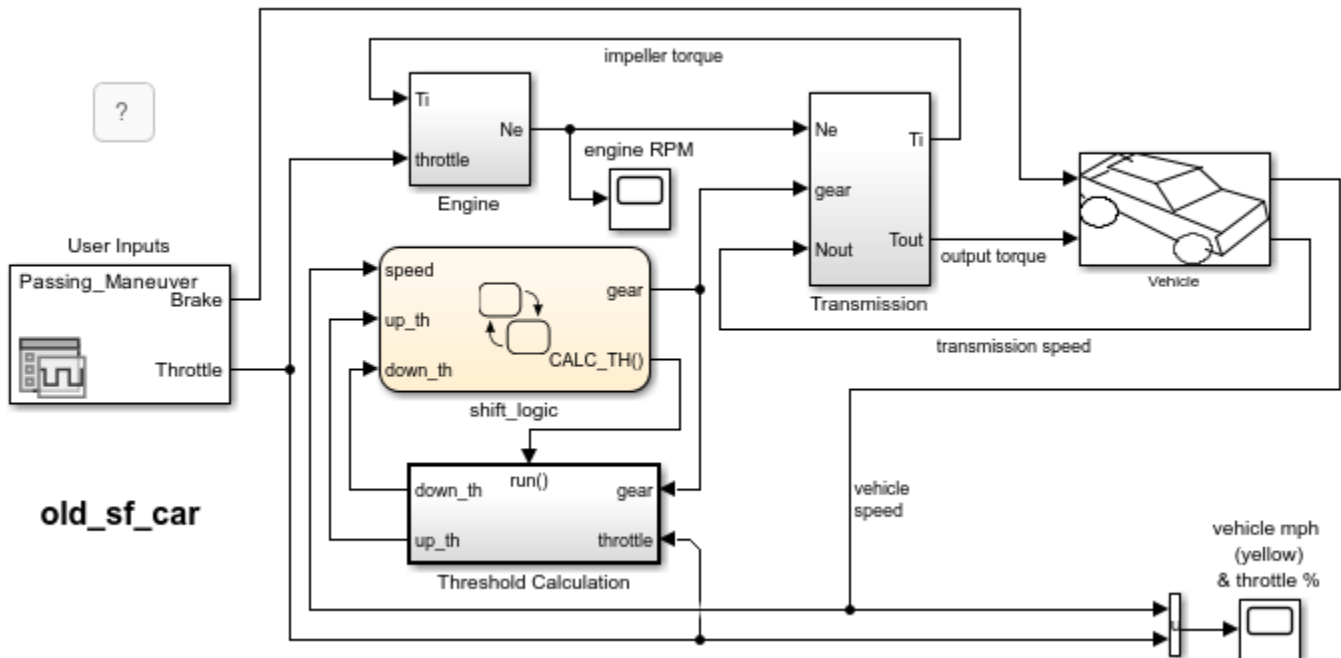 impeller torque
?
Ti
Ne
throttle
Engine
engine RPM
Ne
Ti
gear
Nout
Tout
Transmission
output torque
Vehicle
transmission speed
User Inputs
Passing_Maneuver
Brake
Throttle
speed
gear
up_th
CALC_TH()
down_th
shift_logic
run()
down_th
gear
up_th
throttle
Threshold Calculation
old_sf_car
vehicle
speed
vehicle mph
(yellow)
& throttle %